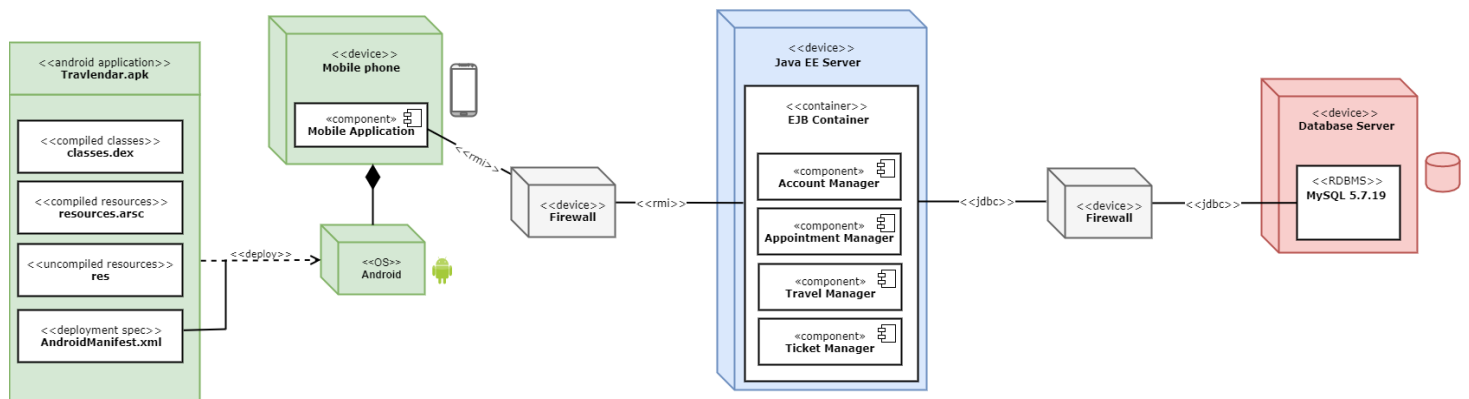 <<android application>>
Travlendar.apk
<<compiled classes>>
classes.dex
<<compiled resources>>
resources.arsc
<<uncompiled resources>>
res
<<deployment spec>>
AndroidManifest.xml
<<deploy>>
<<device>>
Mobile phone
«component»
Mobile Application
<<OS>>
Android
<<rmi>>
<<device>>
Firewall
<<rmi>>
<<device>>
Java EE Server
<<container>>
EJB Container
«component»
Account Manager
«component»
Appointment Manager
«component»
Travel Manager
«component»
Ticket Manager
<<jdbc>>
<<device>>
Firewall
<<jdbc>>
<<device>>
Database Server
<<RDBMS>>
MySQL 5.7.19